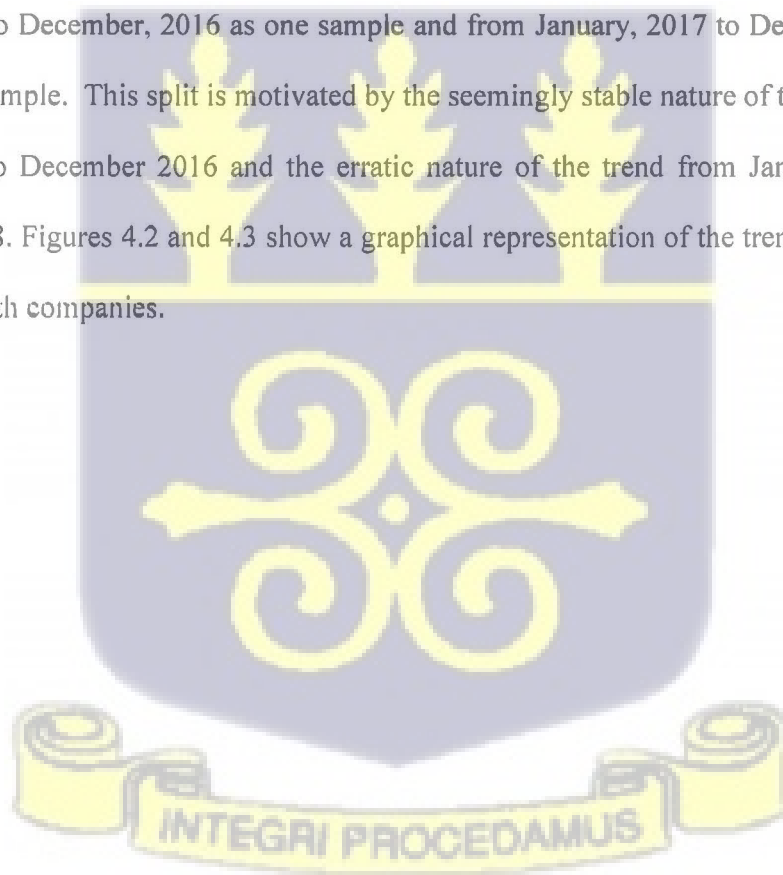 o December, 2016 as one sample and from January, 2017 to De
mple. This split is motivated by the seemingly stable nature of t
o December 2016 and the erratic nature of the trend from Jan
3. Figures 4.2 and 4.3 show a graphical representation of the tren
th companies.
INTEGRI PROCEDAMUS